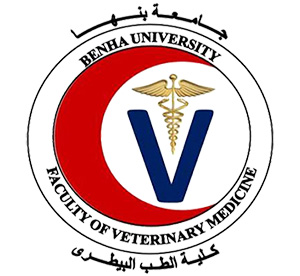 جامعة بنها
BENHA UNIVERSITY
V
FACULTY OF VETERINARY MEDICINE
كلية الطب البيطرى